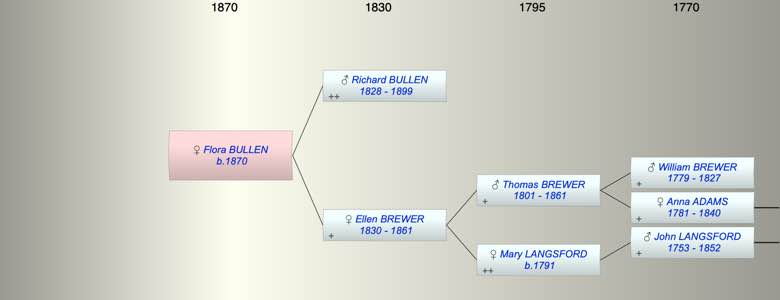 1870 1830 1795 1770
♂ Richard BULLEN
1828 - 1899
++
♀ Flora BULLEN
b.1870
♂ William BREWER
1779 - 1827
+
♂ Thomas BREWER
1801 - 1861
+
♀ Anna ADAMS
1781 - 1840
+
♀ Ellen BREWER
1830 - 1861
+
♂ John LANGSFORD
1753 - 1852
+
♀ Mary LANGSFORD
b.1791
++